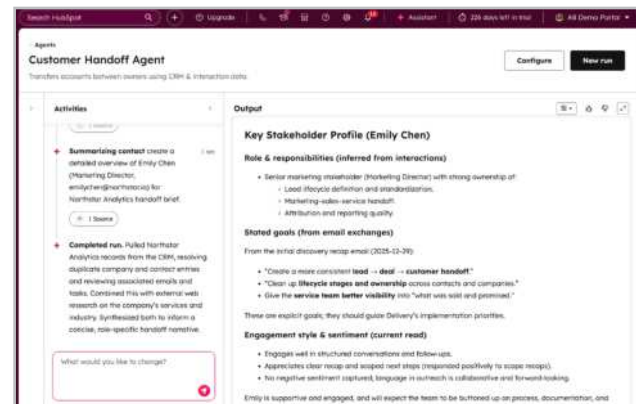 Search HubSpot
Upgrade
Assistant
226 days left in trial
All Demo Portal
Agents
Customer Handoff Agent
Transfers accounts between owners using CRM & interaction data.
Configure
New run
Activities
Output
1 Source
Summarizing contact create a
detailed overview of Emily Chen
(Marketing Director,
for
Northstar Analytics handoff brief.
1 Source
Completed run. Pulled Northstar
Analytics records from the CRM, resolving
duplicate company and contact entries
and reviewing associated emails and
tasks. Combined this with external web
research on the company's services and
industry. Synthesized both to inform a
concise, role-specific handoff narrative.
What would you like to change?
Key Stakeholder Profile (Emily Chen)
Role & responsibilities (inferred from interactions)
Senior marketing stakeholder (Marketing Director) with strong ownership of:
Lead lifecycle definition and standardization.
Marketing-sales-service handoff.
Attribution and reporting quality.
Stated goals (from email exchanges)
From the initial discovery recap email (2025-12-29):
"Create a more consistent lead → deal → customer handoff."
"Clean up lifecycle stages and ownership across contacts and companies."
Give the service team better visibility into "what was sold and promised."
These are explicit goals; they should guide Delivery's implementation priorities.
Engagement style & sentiment (current read)
Engages well in structured conversations and follow-ups.
Appreciates clear recap and scoped next steps (responded positively to scope recaps).
No negative sentiment captured; language in outreach is collaborative and forward-looking.
Emily is supportive and engaged, and will expect the team to be buttoned up on process, documentation, and